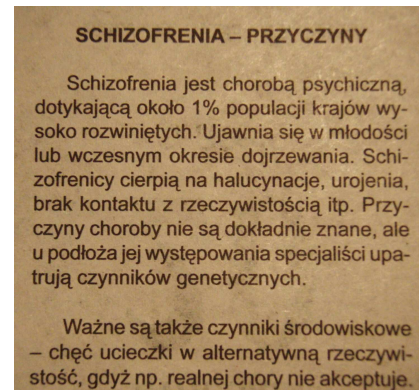 SCHIZOFRENIA – PRZYCZYNY
Schizofrenia jest chorobą psychiczną,
dotykającą około 1% populacji krajów wy-
soko rozwiniętych. Ujawnia się w młodości
lub wczesnym okresie dojrzewania. Schi-
zofrenicy cierpią na halucynacje, urojenia,
brak kontaktu z rzeczywistością itp. Przy-
czyny choroby nie są dokładnie znane, ale
u podłoża jej występowania specjaliści upa-
trują czynników genetycznych.
Ważne są także czynniki środowiskowe
– chęć ucieczki w alternatywną rzeczywi-
stość, gdyż np. realnej chory nie akceptuje.